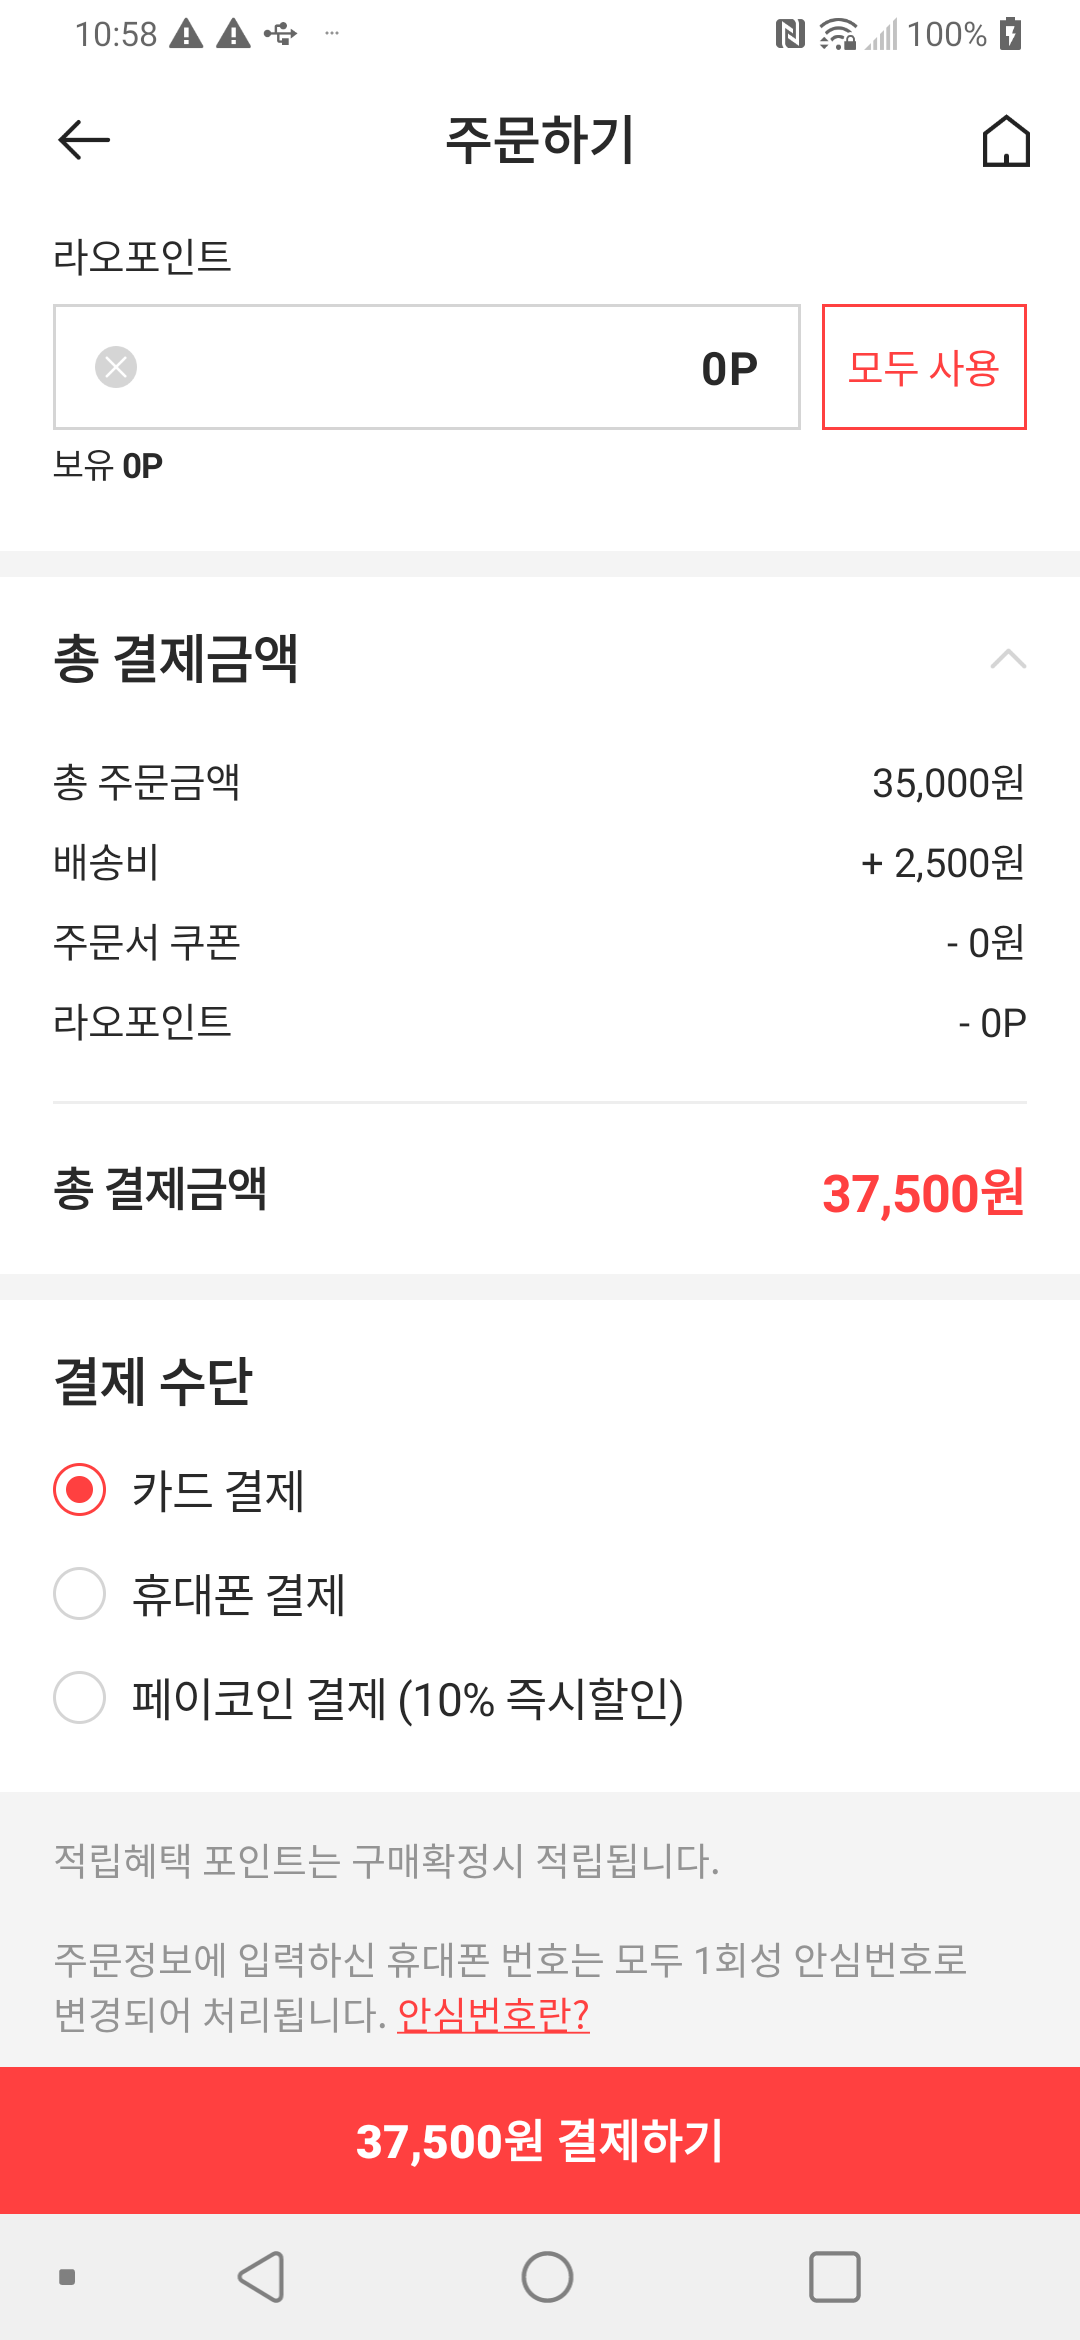 10:58
100%
주문하기
라오포인트
0P
모두 사용
보유 0P
총 결제금액
총 주문금액 35,000원
배송비 + 2,500원
주문서 쿠폰 - 0원
라오포인트 - 0P
총 결제금액 37,500원
결제 수단
카드 결제
휴대폰 결제
페이코인 결제 (10% 즉시할인)
적립혜택 포인트는 구매확정시 적립됩니다.
주문정보에 입력하신 휴대폰 번호는 모두 1회성 안심번호로
변경되어 처리됩니다. 안심번호란?
37,500원 결제하기